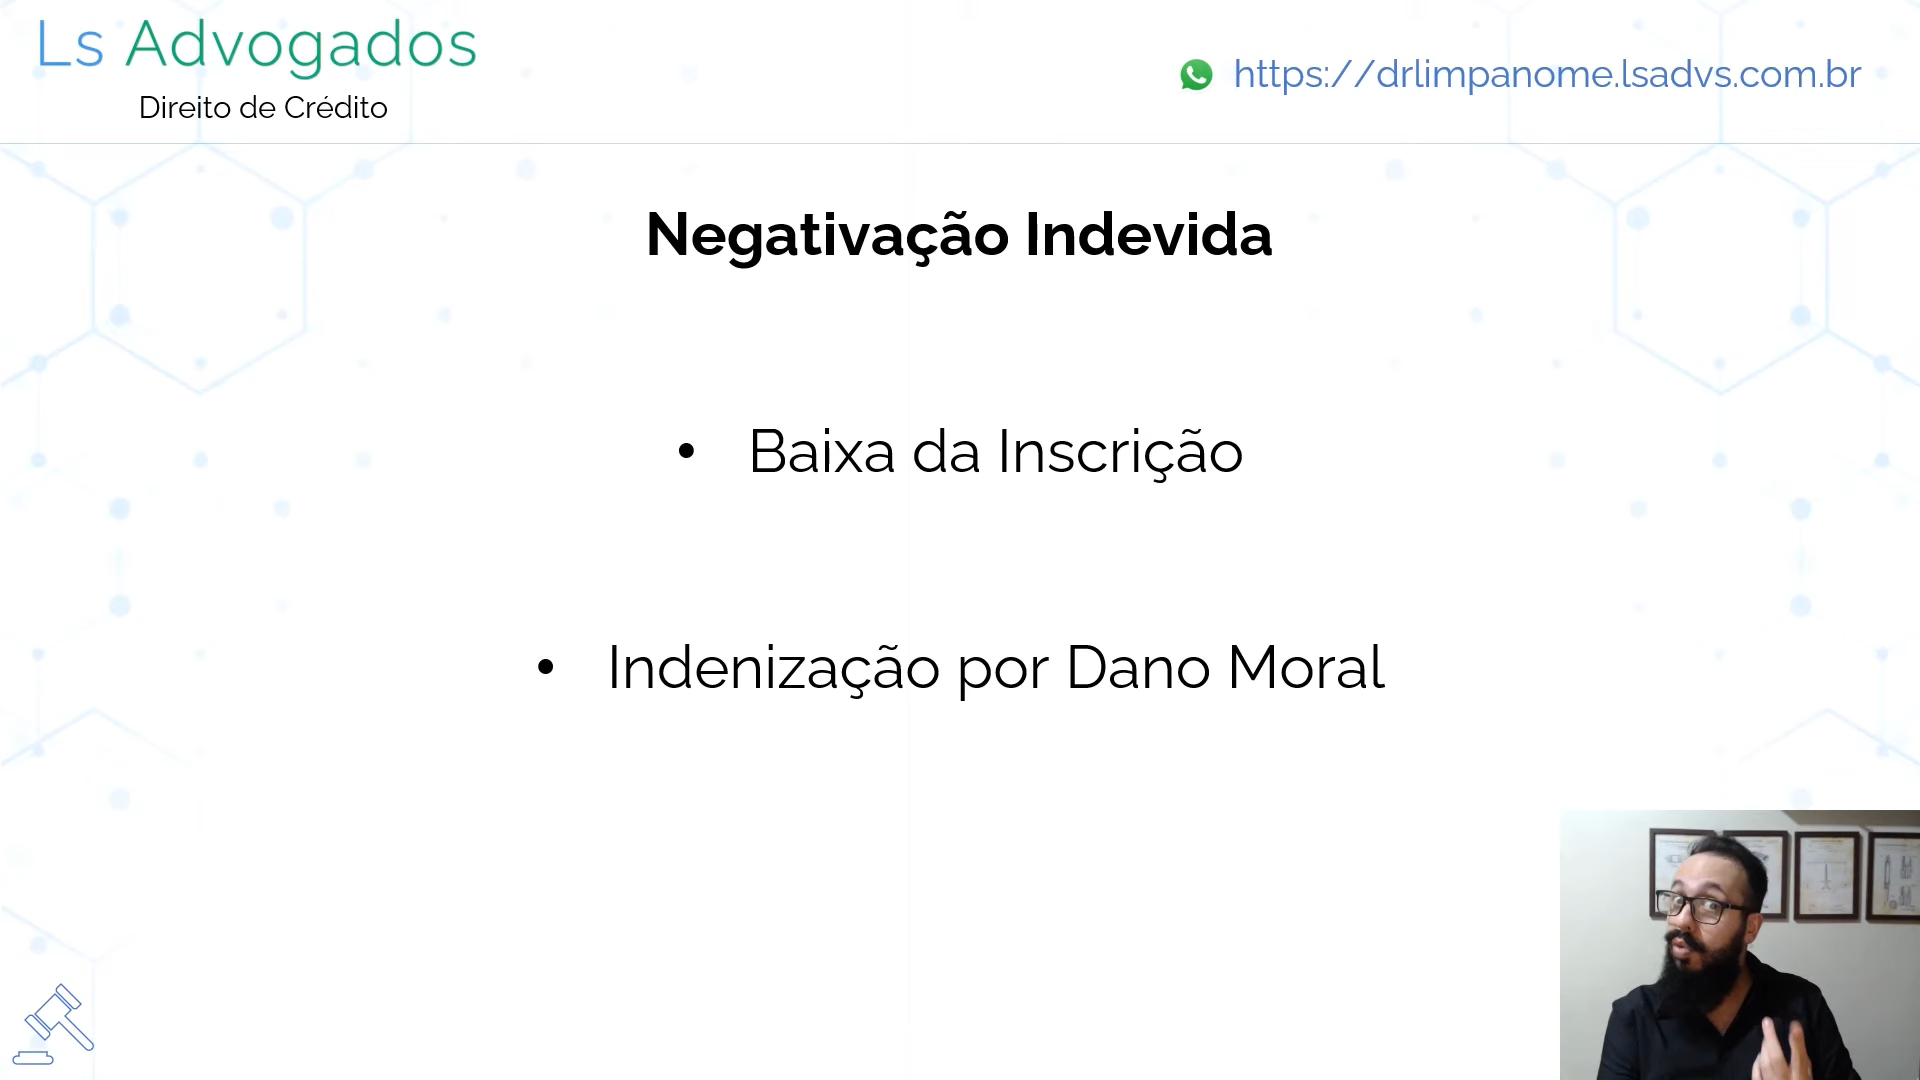 Ls Advogados
Direito de Crédito
https://drlimpanome.lsadvs.com.br
Negativação Indevida
• Baixa da Inscrição
• Indenização por Dano Moral